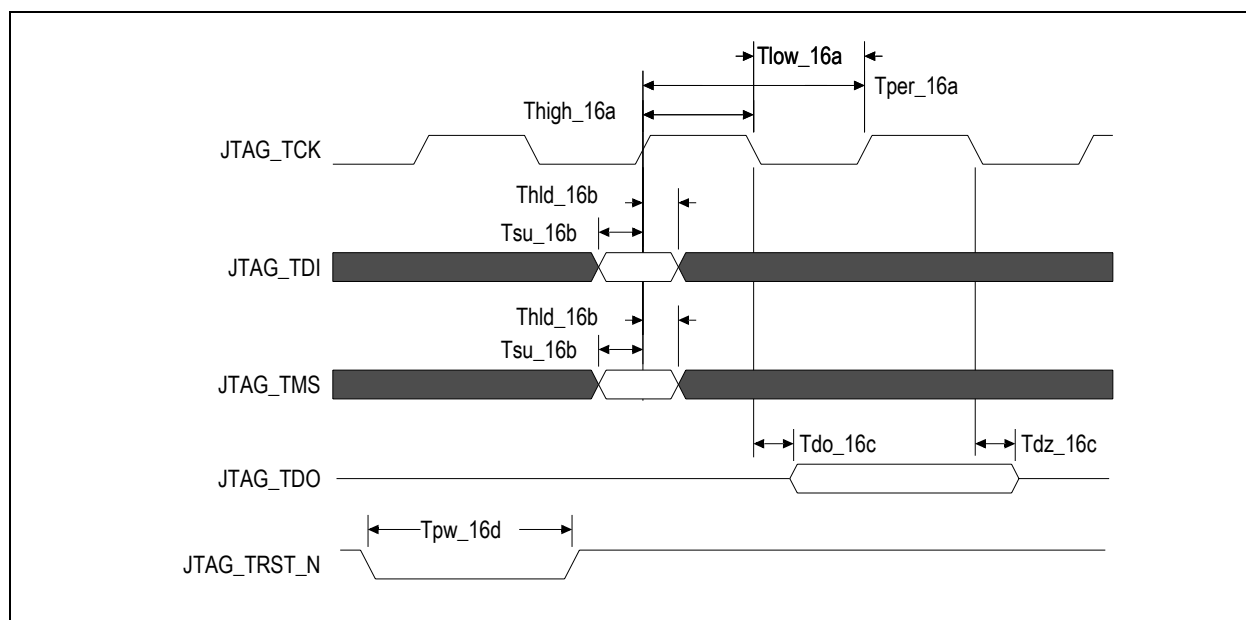 Tlow_16a
Tper_16a
Thigh_16a
JTAG_TCK
Thld_16b
Tsu_16b
JTAG_TDI
Thld_16b
Tsu_16b
JTAG_TMS
Tdo_16c
Tdz_16c
JTAG_TDO
Tpw_16d
JTAG_TRST_N